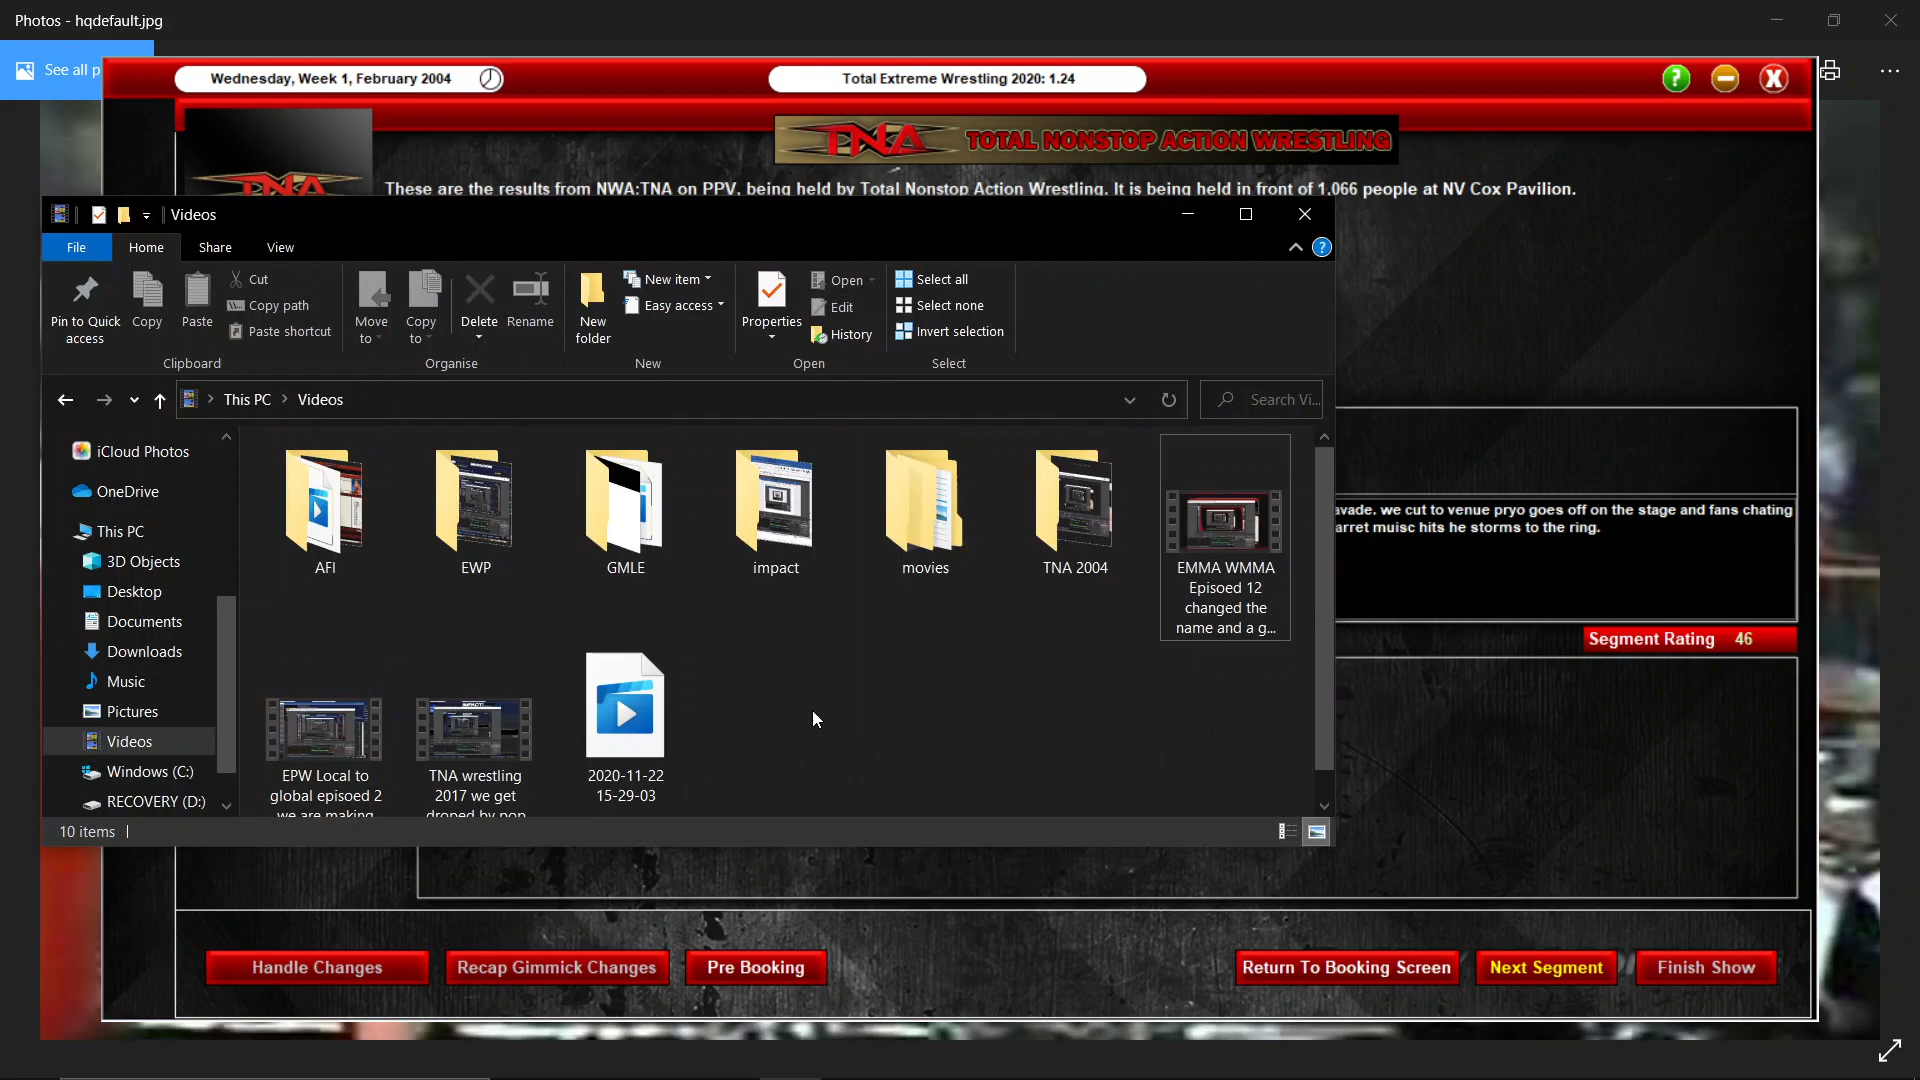 Photos - hqdefault.jpg
See all p
Wednesday, Week 1, February 2004
Total Extreme Wrestling 2020: 1.24
TNA TOTAL NONSTOP ACTION WRESTLING
These are the results from NWA:TNA on PPV, being held by Total Nonstop Action Wrestling. It is being held in front of 1,066 people at NV Cox Pavilion.
Videos
File Home Share View
Pin to Quick access
Copy
Paste
Cut
Copy path
Paste shortcut
Clipboard
Move to
Copy to
Delete
Rename
Organise
New folder
New item
Easy access
New
Properties
Open
Edit
History
Open
Select all
Select none
Invert selection
Select
This PC > Videos
Search Vi...
iCloud Photos
OneDrive
This PC
3D Objects
Desktop
Documents
Downloads
Music
Pictures
Videos
Windows (C:)
RECOVERY (D:)
AFI
EWP
GMLE
impact
movies
TNA 2004
EMMA WMMA
Episoed 12
changed the
name and a g...
EPW Local to
global episoed 2
we are making
TNA wrestling
2017 we get
droped by pop
2020-11-22
15-29-03
10 items
avade. we cut to venue pryo goes off on the stage and fans chating
arret muisc hits he storms to the ring.
Segment Rating 46
Handle Changes
Recap Gimmick Changes
Pre Booking
Return To Booking Screen
Next Segment
Finish Show